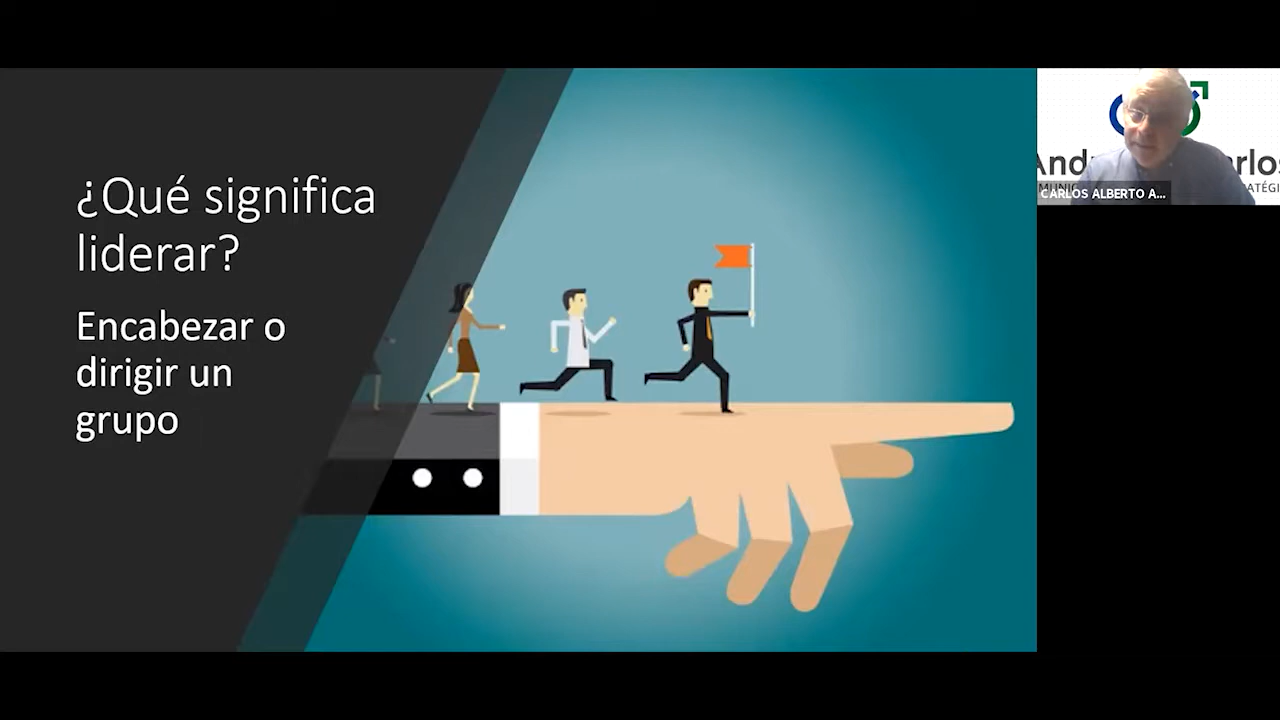 ¿Qué significa
liderar?
Encabezar o
dirigir un
grupo
CARLOS ALBERTO A...